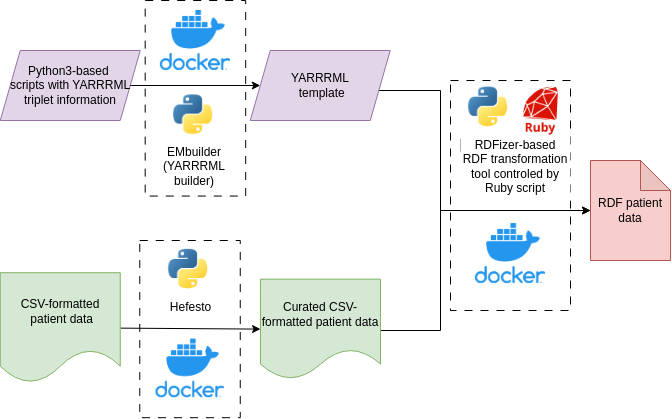 docker
Python3-based
scripts with YARRRML
triplet information
YARRRML
template
EMbuilder
(YARRRML
builder)
Ruby
RDFizer-based
RDF transformation
tool controled by
Ruby script
RDF patient
data
docker
CSV-formatted
patient data
Hefesto
Curated CSV-
formatted patient data
docker